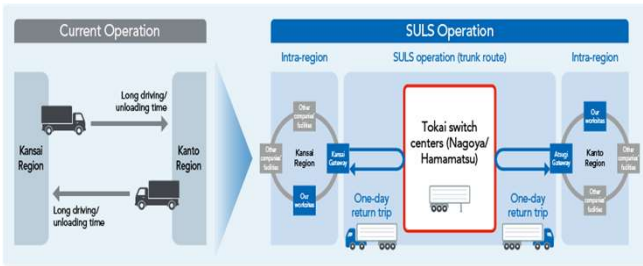 Current Operation
Long driving/
unloading time
Kansai
Region
Kanto
Region
Long driving/
unloading time
SULS Operation
Intra-region
SULS operation (trunk route)
Intra-region
Other
companies'
facilities
Other
companies'
facilities
Kansai
Region
Kansai
Gateway
Our
worksites
One-day
return trip
Tokai switch
centers (Nagoya/
Hamamatsu)
One-day
return trip
Atsugi
Gateway
Our
worksites
Kanto
Region
Other
companies'
facilities
Other
companies'
facilities